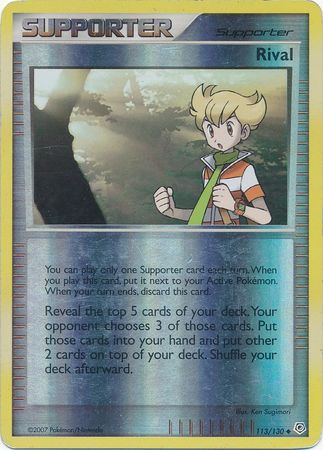 SUPPORTER
Supporter
Rival
You can play only one Supporter card each turn. When
you play this card, put it next to your Active Pokémon.
When your turn ends, discard this card.
Reveal the top 5 cards of your deck. Your
opponent chooses 3 of those cards. Put
those cards into your hand and put other
2 cards on top of your deck. Shuffle your
deck afterward.
Illus. Ken Sugimori
©2007 Pokémon/Nintendo
113/130